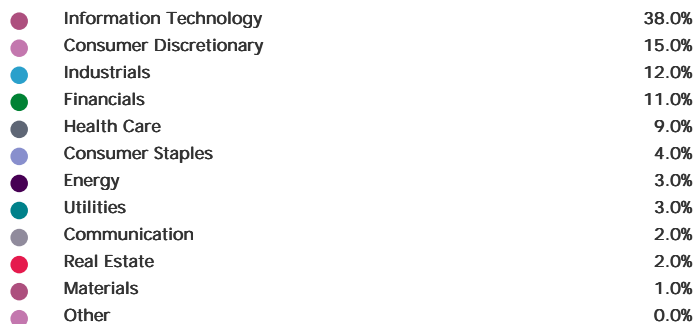 Information Technology 38.0%
Consumer Discretionary 15.0%
Industrials 12.0%
Financials 11.0%
Health Care 9.0%
Consumer Staples 4.0%
Energy 3.0%
Utilities 3.0%
Communication 2.0%
Real Estate 2.0%
Materials 1.0%
Other 0.0%